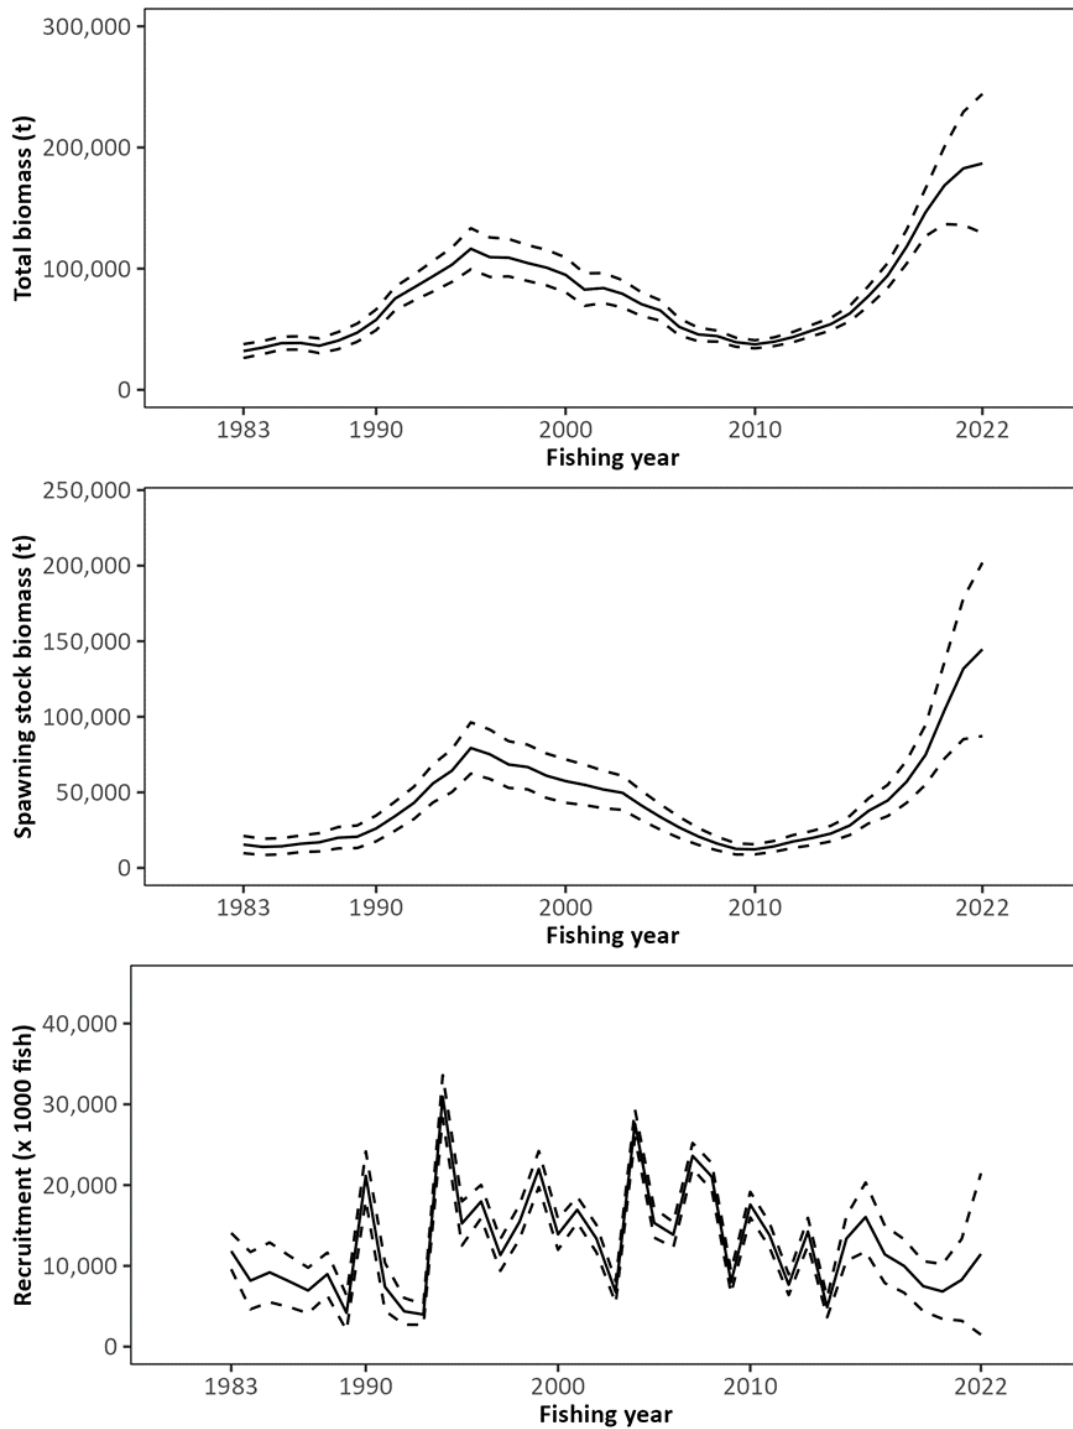 Total biomass (t)
300,000
200,000
100,000
0
1983 1990 2000 2010 2022
Fishing year
Spawning stock biomass (t)
250,000
200,000
150,000
100,000
50,000
0
1983 1990 2000 2010 2022
Fishing year
Recruitment (x 1000 fish)
40,000
30,000
20,000
10,000
0
1983 1990 2000 2010 2022
Fishing year